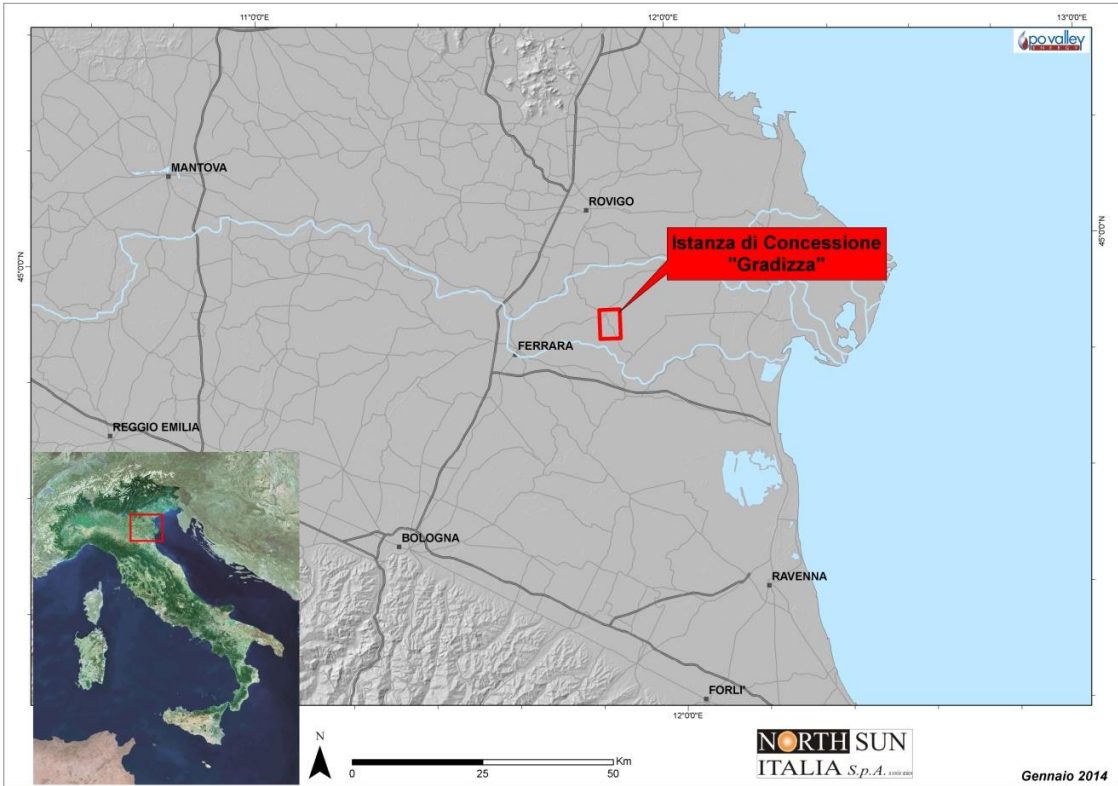 11°0'0"E
12°0'0"E
13°0'0"E
povalley
ENERGY
MANTOVA
ROVIGO
45°0'0"N
45°0'0"N
Istanza di Concessione
"Gradizza"
FERRARA
REGGIO EMILIA
BOLOGNA
RAVENNA
FORLI'
12°0'0"E
N
Km
0
25
50
NORTH SUN
ITALIA S.p.A.
Gennaio 2014